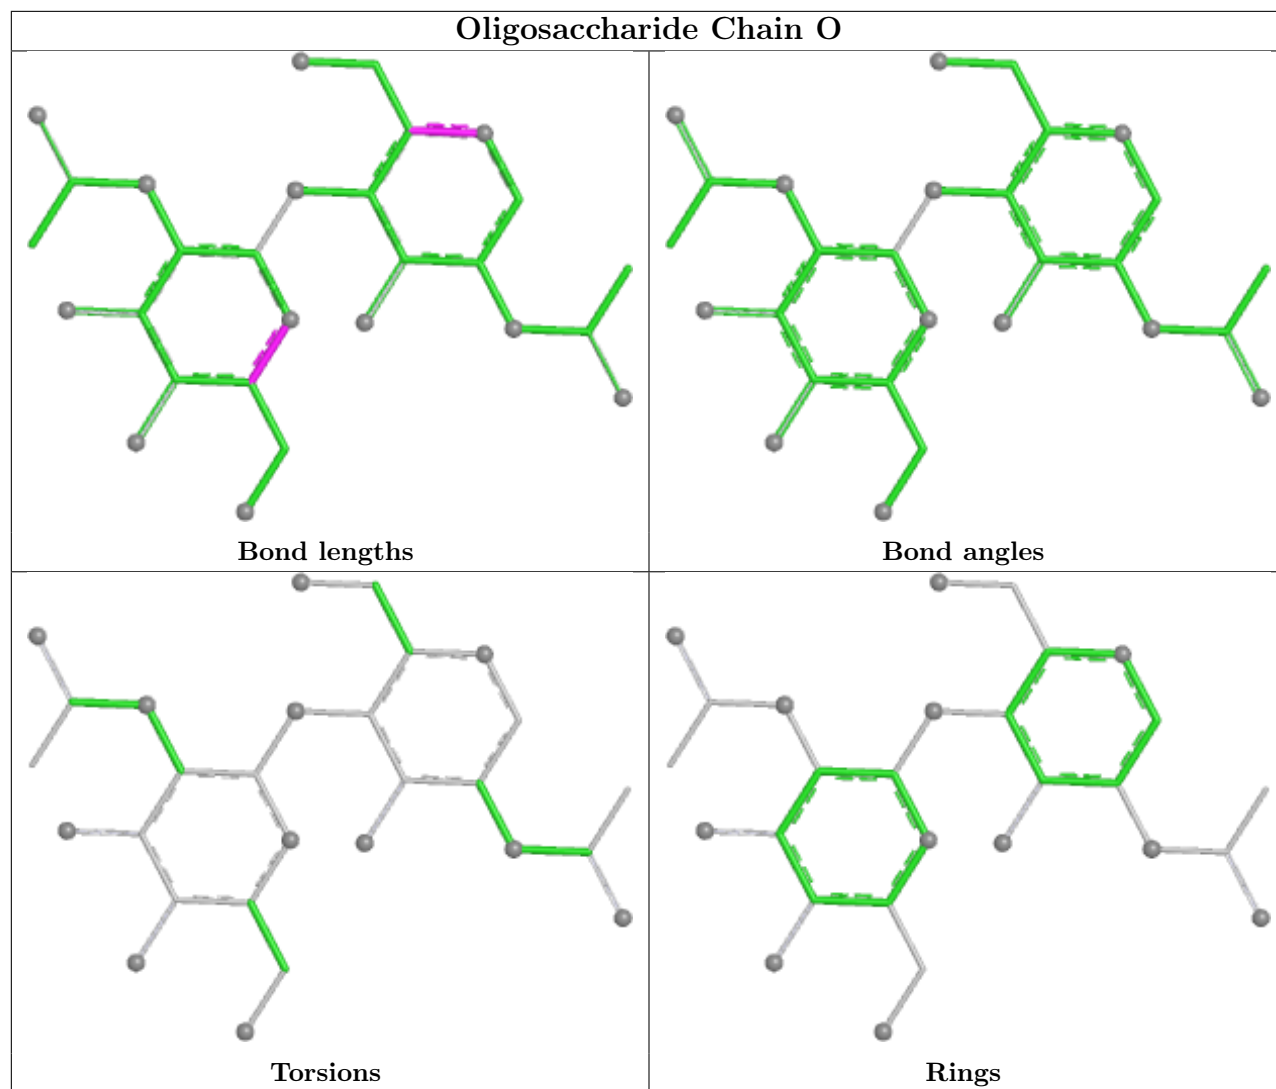 Oligosaccharide Chain O
Bond lengths
Bond angles
Torsions
Rings